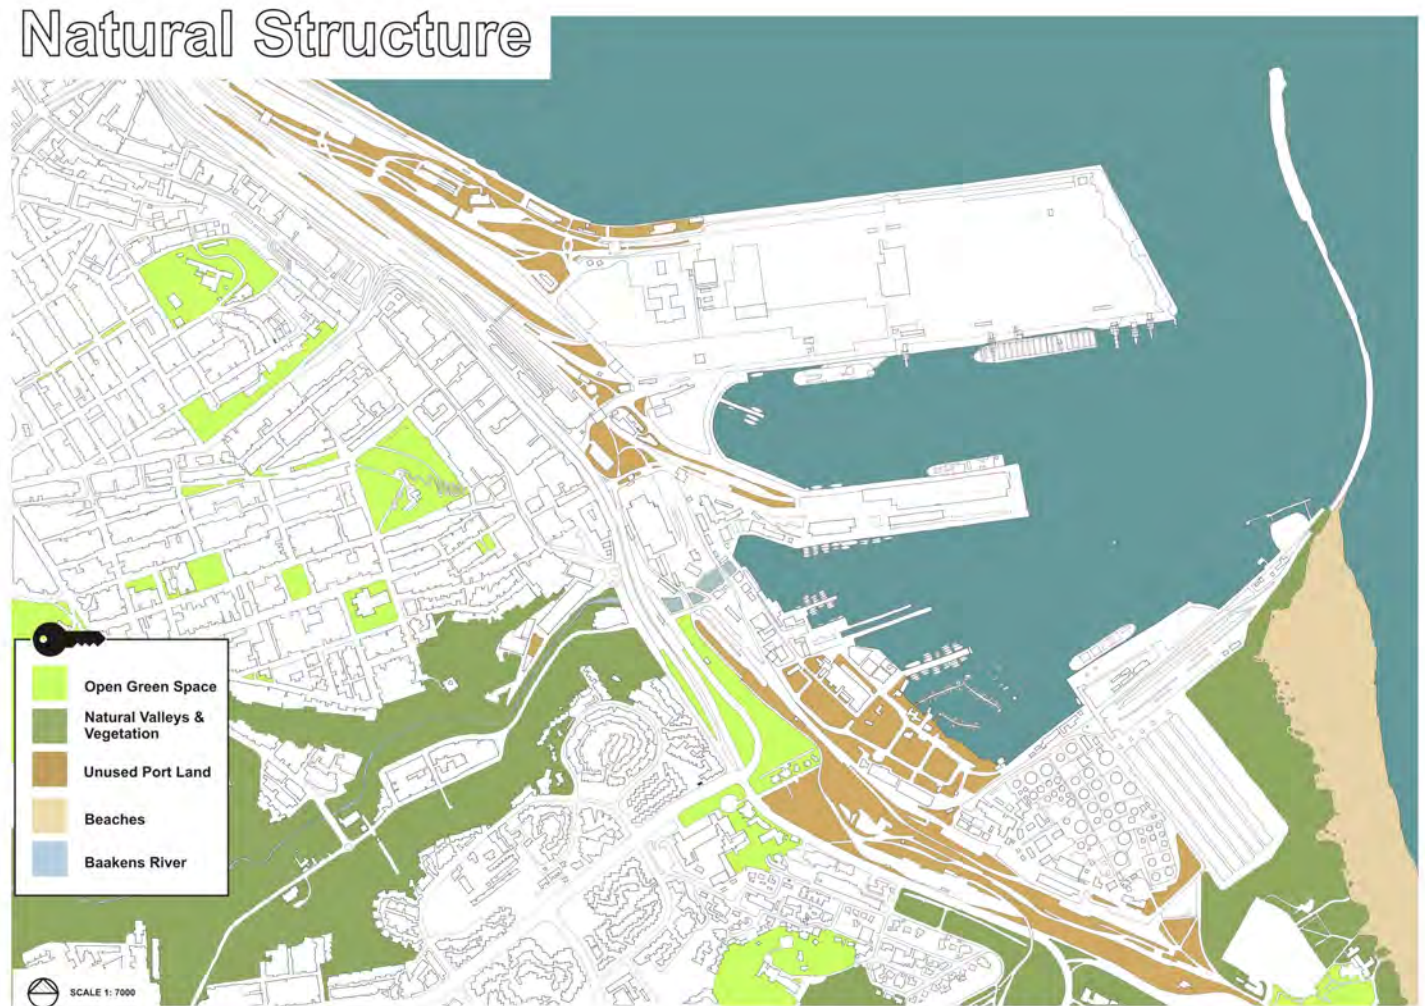 Natural Structure
Open Green Space
Natural Valleys &
Vegetation
Unused Port Land
Beaches
Baakens River
SCALE 1: 7000